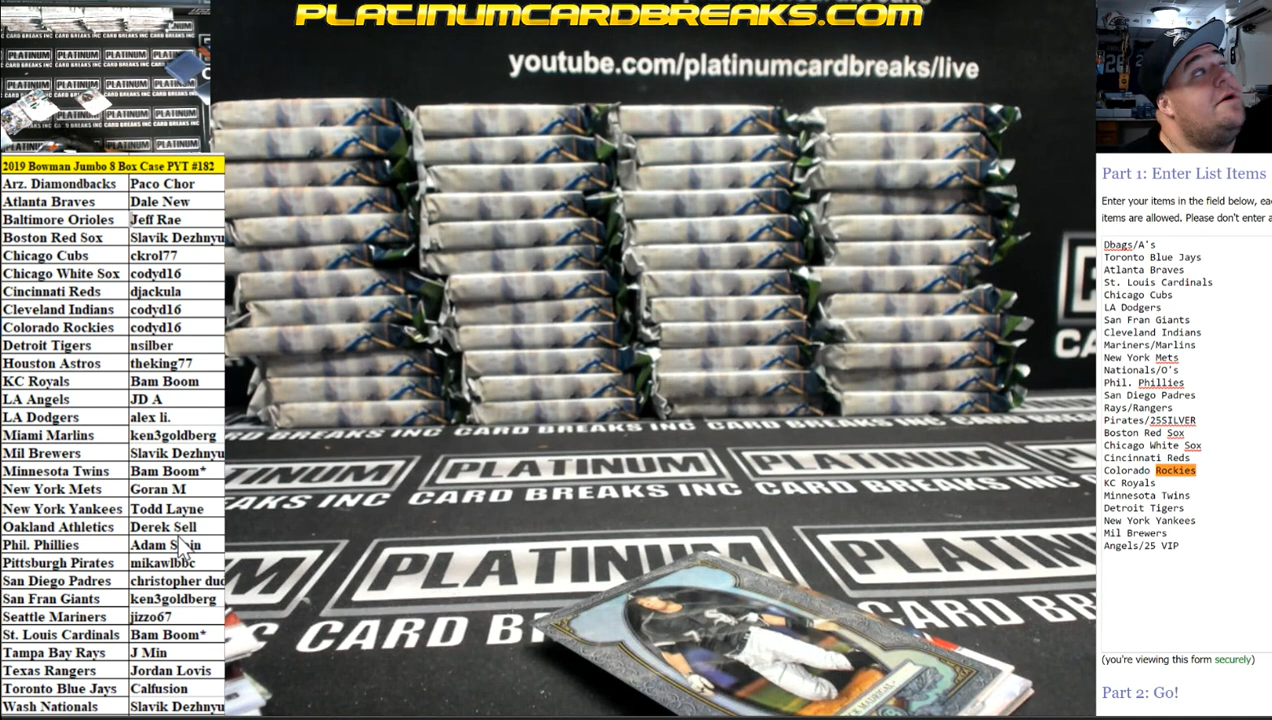 PLATINUMCARDBREAKS.COM
youtube.com/platinumcardbreaks/live
2019 Bowman Jumbo 8 Box Case PYT #182
Arz. Diamondbacks Paco Chor
Atlanta Braves Dale New
Baltimore Orioles Jeff Rae
Boston Red Sox Slavik Dezhnyu
Chicago Cubs ckrol77
Chicago White Sox codyd16
Cincinnati Reds djackula
Cleveland Indians codyd16
Colorado Rockies codyd16
Detroit Tigers nsilber
Houston Astros theking77
KC Royals Bam Boom
LA Angels JD A
LA Dodgers alex li.
Miami Marlins ken3goldberg
Mil Brewers Slavik Dezhnyu
Minnesota Twins Bam Boom*
New York Mets Goran M
New York Yankees Todd Layne
Oakland Athletics Derek Sell
Phil. Phillies Adam
Pittsburgh Pirates mikawlbbc
San Diego Padres christopher duc
San Fran Giants ken3goldberg
Seattle Mariners jizzo67
St. Louis Cardinals Bam Boom*
Tampa Bay Rays J Min
Texas Rangers Jordan Lovis
Toronto Blue Jays Calfusion
Wash Nationals Slavik Dezhnyu
PLATINUM
CARD BREAKS INC
PLATINUM
CARD BREAKS INC
MADRIGAL
Part 1: Enter List Items
Enter your items in the field below, eac
items are allowed. Please don't enter a
Dbags/A's
Toronto Blue Jays
Atlanta Braves
St. Louis Cardinals
Chicago Cubs
LA Dodgers
San Fran Giants
Cleveland Indians
Mariners/Marlins
New York Mets
Nationals/O's
Phil. Phillies
San Diego Padres
Rays/Rangers
Pirates/25SILVER
Boston Red Sox
Chicago White Sox
Cincinnati Reds
Colorado Rockies
KC Royals
Minnesota Twins
Detroit Tigers
New York Yankees
Mil Brewers
Angels/25 VIP
(you're viewing this form securely)
Part 2: Go!